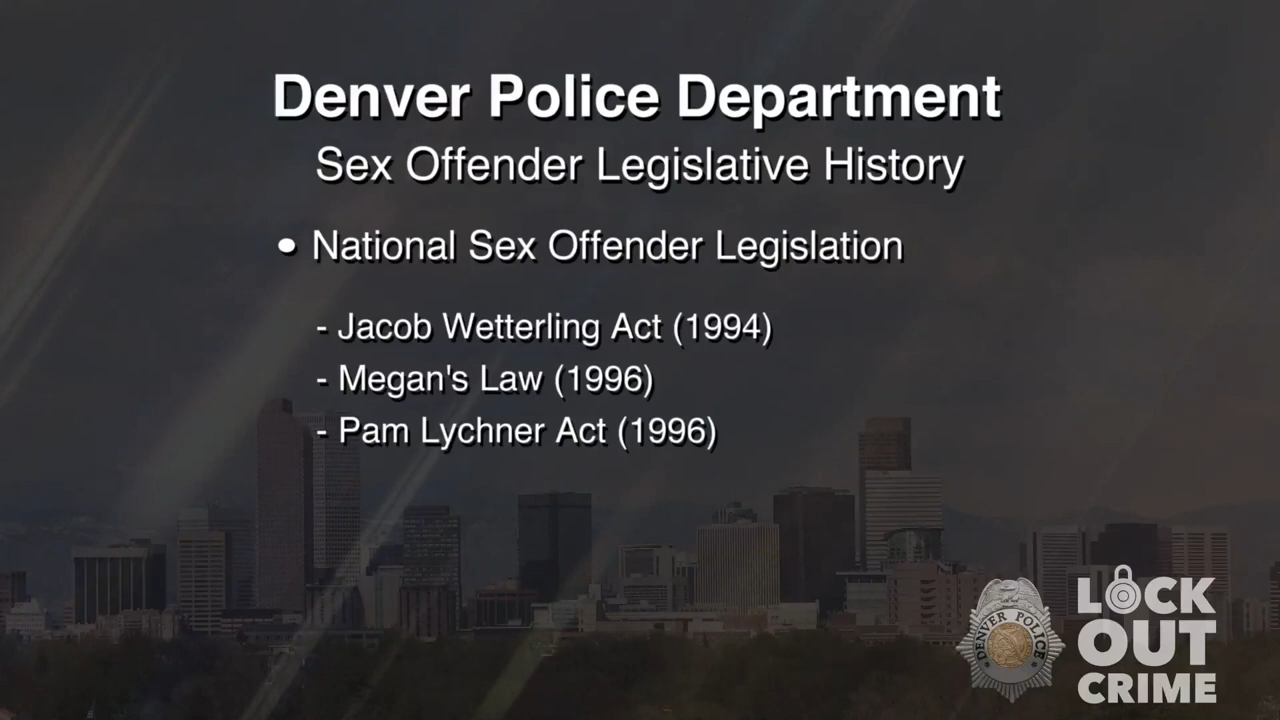 Denver Police Department
Sex Offender Legislative History
• National Sex Offender Legislation
- Jacob Wetterling Act (1994)
- Megan's Law (1996)
- Pam Lychner Act (1996)
DENVER POLICE
LOCK
OUT
CRIME